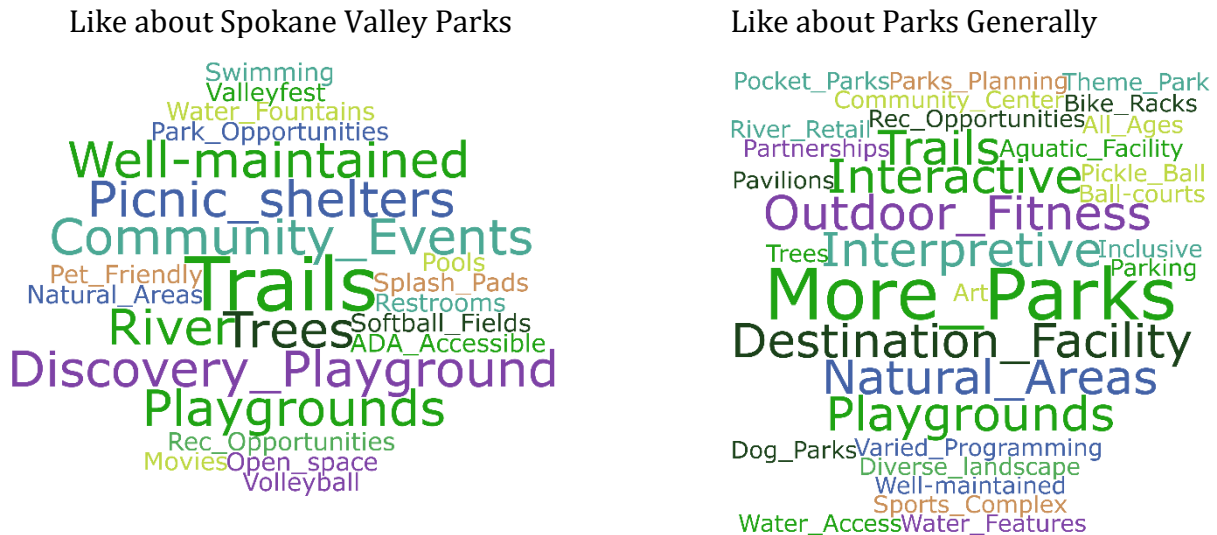 Like about Spokane Valley Parks
Swimming
Valleyfest
Water_Fountains
Park_Opportunities
Well-maintained
Picnic_shelters
Community_Events
Pools
Pet_Friendly Trails Splash_Pads
Natural_Areas Restrooms
River Trees Softball_Fields
ADA_Accessible
Discovery_Playground
Playgrounds
Rec_Opportunities
Movies Open_space
Volleyball
Like about Parks Generally
Pocket_Parks Parks_Planning Theme_Park
Community_Center Bike_Racks
River_Retail Rec_Opportunities All_Ages
Partnerships Trails Aquatic_Facility
Pavilions Interactive Pickle_Ball
Ball-courts
Outdoor_Fitness
Trees Interpretive Inclusive
Parking
More_Parks
Art
Destination_Facility
Natural_Areas
Playgrounds
Dog_Parks Varied_Programming
Diverse_landscape
Well-maintained
Sports_Complex
Water_Access Water_Features